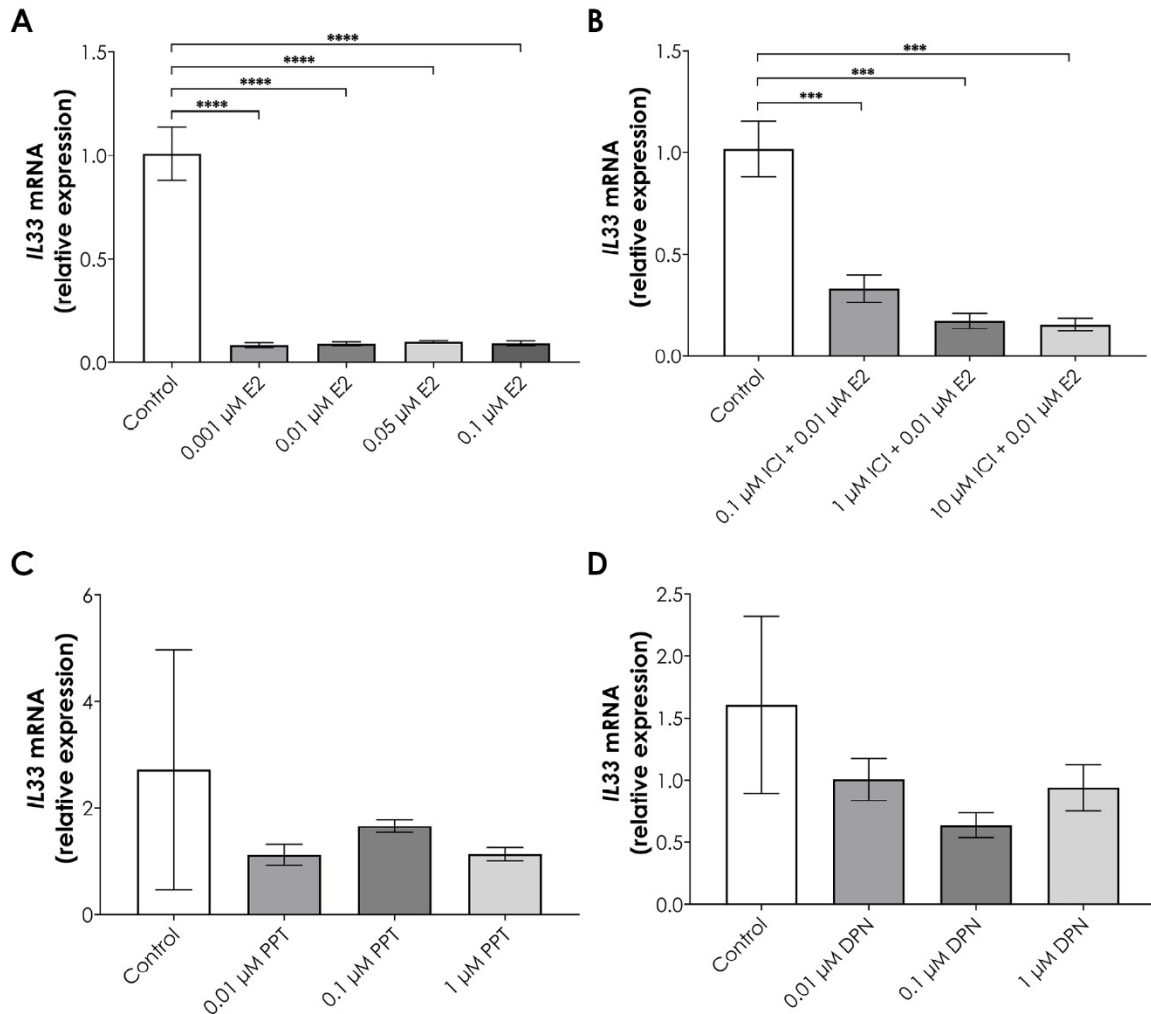 A
IL33 mRNA
(relative expression)
1.5
1.0
0.5
0.0
****
****
****
****
Control
0.001 µM E2
0.01 µM E2
0.05 µM E2
0.1 µM E2
B
IL33 mRNA
(relative expression)
1.5
1.0
0.5
0.0
***
***
***
Control
0.1 µM ICI + 0.01 µM E2
1 µM ICI + 0.01 µM E2
10 µM ICI + 0.01 µM E2
C
IL33 mRNA
(relative expression)
6
4
2
0
Control
0.01 µM PPT
0.1 µM PPT
1 µM PPT
D
IL33 mRNA
(relative expression)
2.5
2.0
1.5
1.0
0.5
0.0
Control
0.01 µM DPN
0.1 µM DPN
1 µM DPN